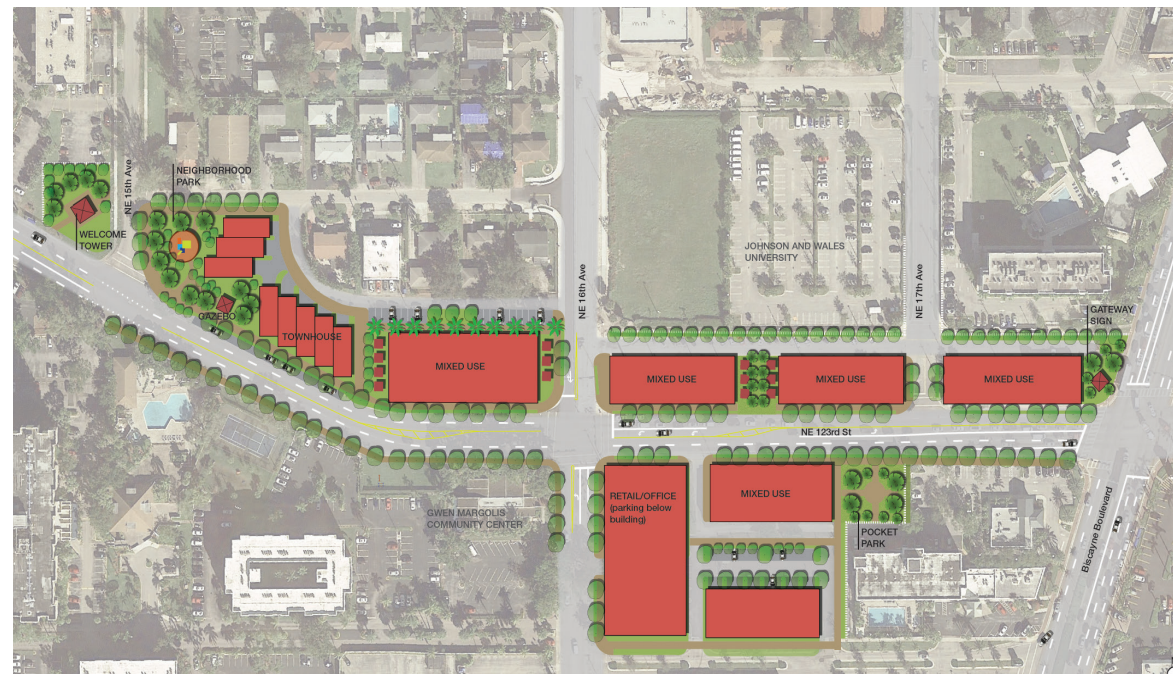 NE 15th Ave
NEIGHBORHOOD
PARK
WELCOME
TOWER
GAZEBO
TOWNHOUSE
MIXED USE
NE 16th Ave
JOHNSON AND WALES
UNIVERSITY
NE 17th Ave
GATEWAY
SIGN
MIXED USE
MIXED USE
MIXED USE
NE 123rd St
RETAIL/OFFICE
(parking below
building)
MIXED USE
GWEN MARGOLIS
COMMUNITY CENTER
POCKET
PARK
Biscayne Boulevard